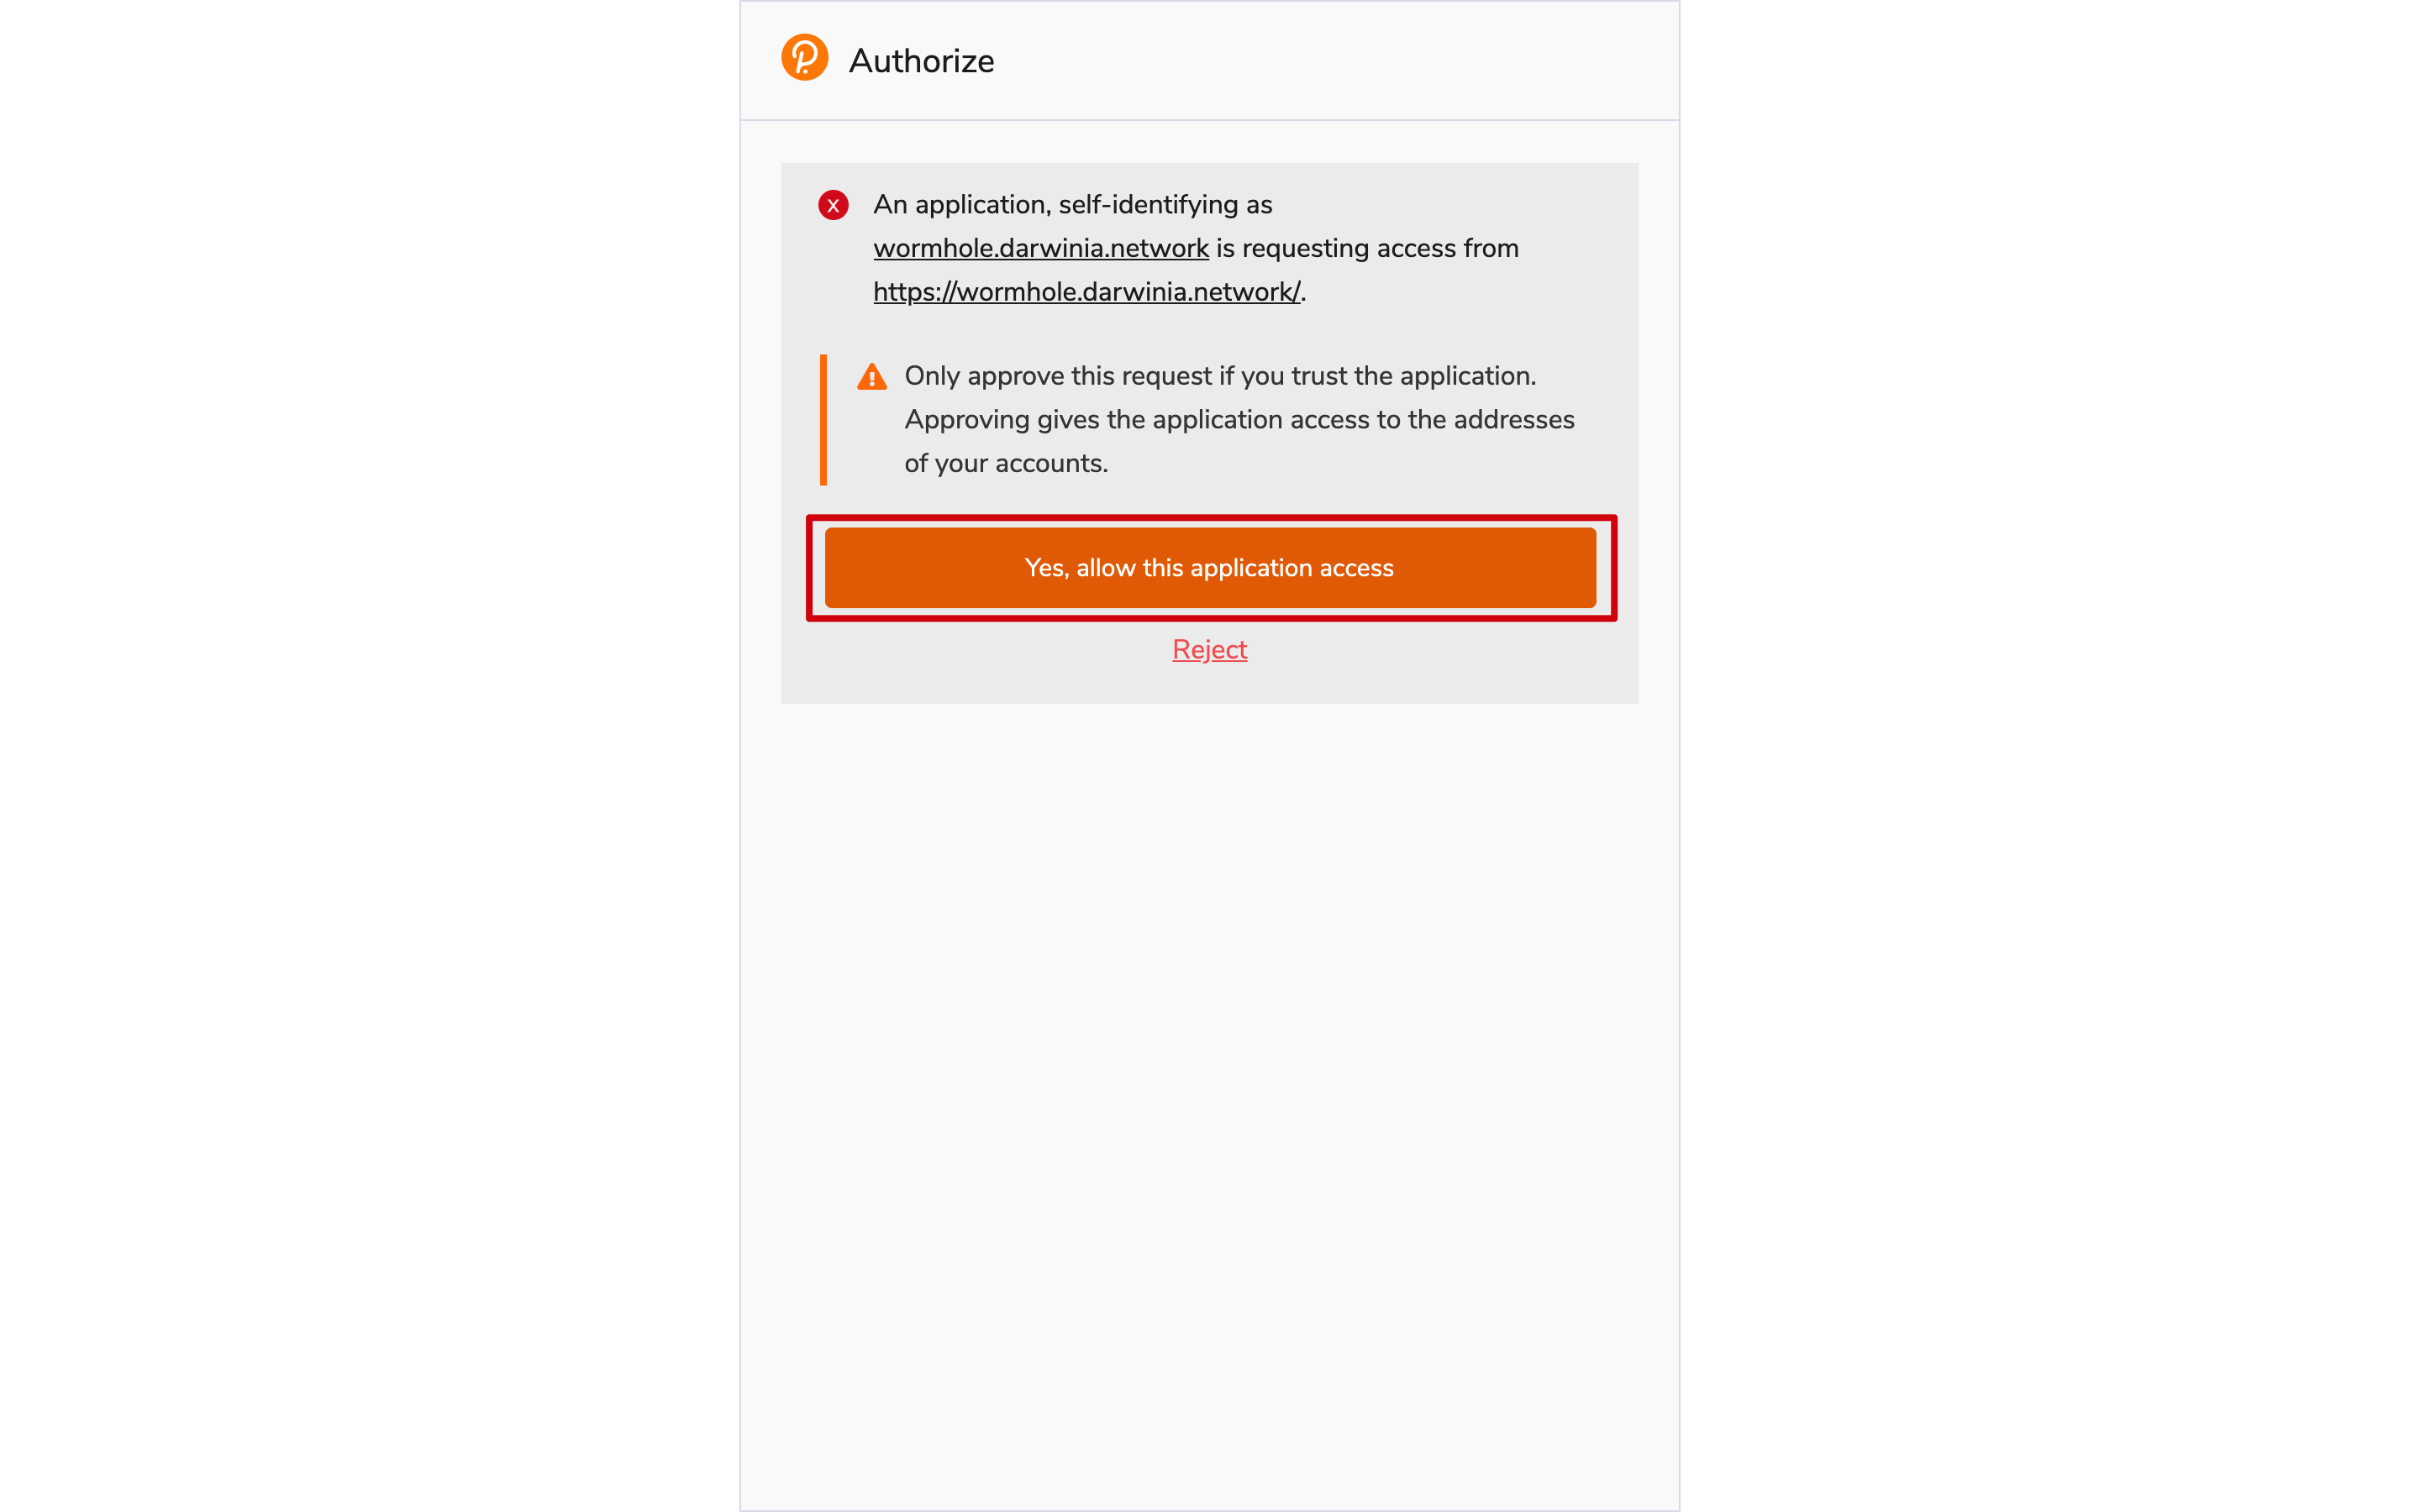 Authorize
An application, self-identifying as
wormhole.darwinia.network is requesting access from
https://wormhole.darwinia.network/.
Only approve this request if you trust the application.
Approving gives the application access to the addresses
of your accounts.
Yes, allow this application access
Reject